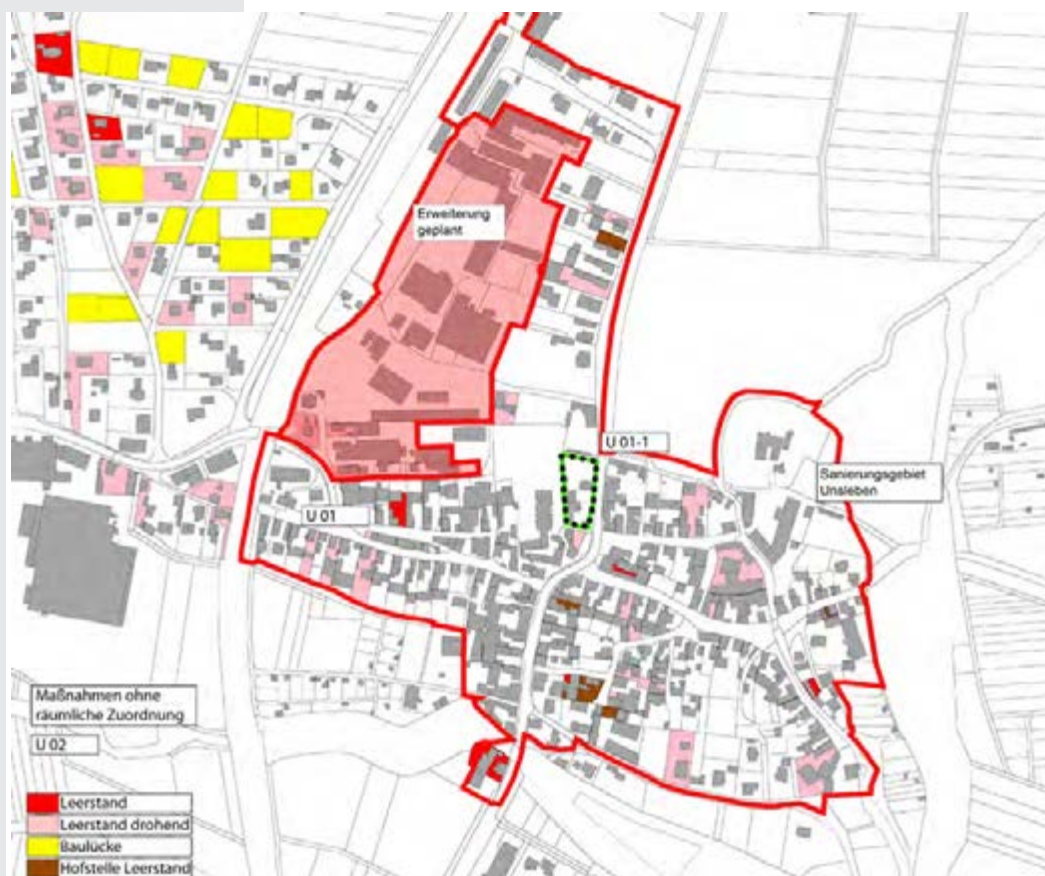 Erweiterung
geplant
U 01-1
Sanierungsgebiet
Unsleben
U 01
Maßnahmen ohne
räumliche Zuordnung
U 02
Leerstand
Leerstand drohend
Baulücke
Hofstelle Leerstand